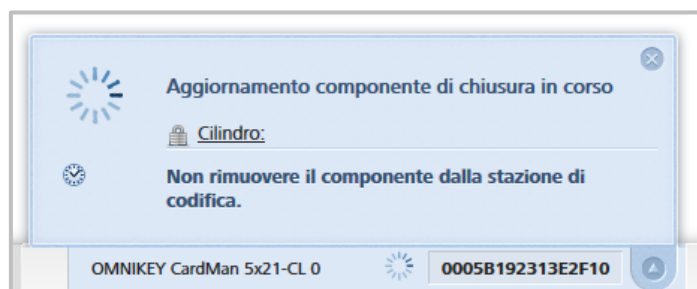 Aggiornamento componente di chiusura in corso
Cilindro:
Non rimuovere il componente dalla stazione di
codifica.
OMNIKEY CardMan 5x21-CL 0 0005B192313E2F10